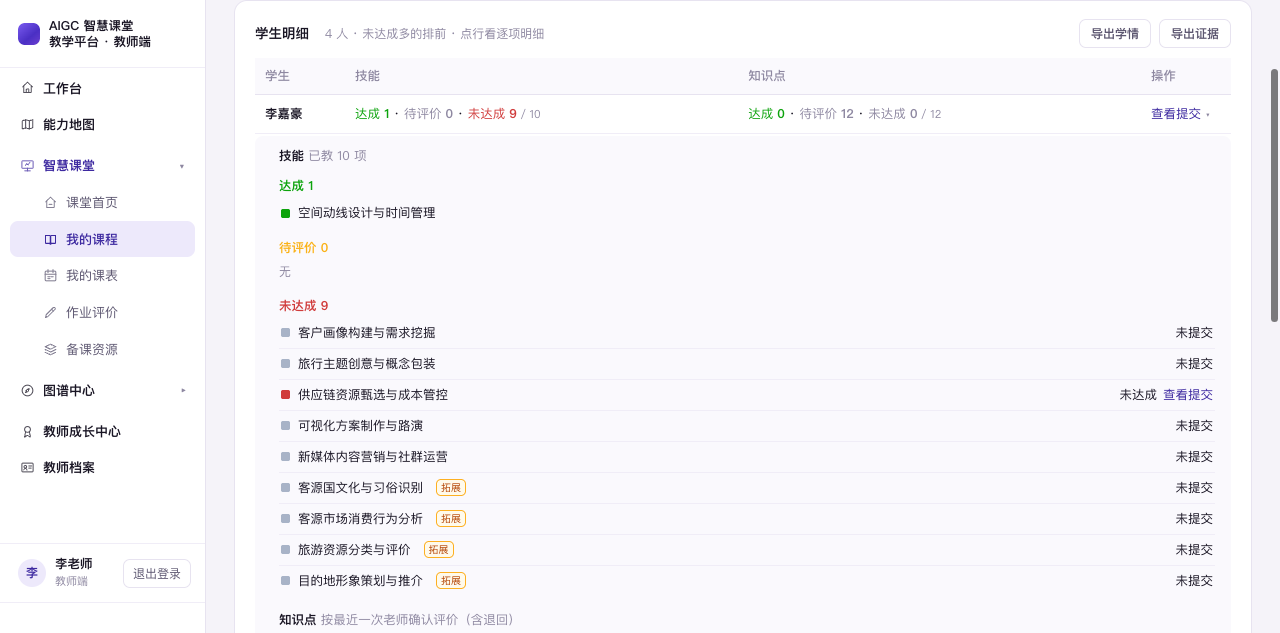 AIGC 智慧课堂
教学平台 · 教师端
工作台
能力地图
智慧课堂
课堂首页
我的课程
我的课表
作业评价
备课资源
图谱中心
教师成长中心
教师档案
李 李老师
教师端
退出登录
学生明细 4 人 · 未达成多的排前 · 点行看逐项明细 导出学情 导出证据
学生 技能 知识点 操作
李嘉豪 达成 1 · 待评价 0 · 未达成 9 / 10 达成 0 · 待评价 12 · 未达成 0 / 12 查看提交
技能 已教 10 项
达成 1
空间动线设计与时间管理
待评价 0
无
未达成 9
客户画像构建与需求挖掘 未提交
旅行主题创意与概念包装 未提交
供应链资源甄选与成本管控 未达成 查看提交
可视化方案制作与路演 未提交
新媒体内容营销与社群运营 未提交
客源国文化与习俗识别 拓展 未提交
客源市场消费行为分析 拓展 未提交
旅游资源分类与评价 拓展 未提交
目的地形象策划与推介 拓展 未提交
知识点 按最近一次老师确认评价（含退回）